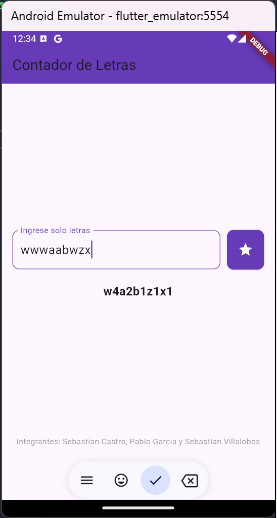 Android Emulator - flutter_emulator:5554
12:34 A G
DEBUG
Contador de Letras
Ingrese solo letras
wwwaabwzx
w4a2b1z1x1
Integrantes: Sebastian Castro, Pablo Garcia y Sebastian Villalobos